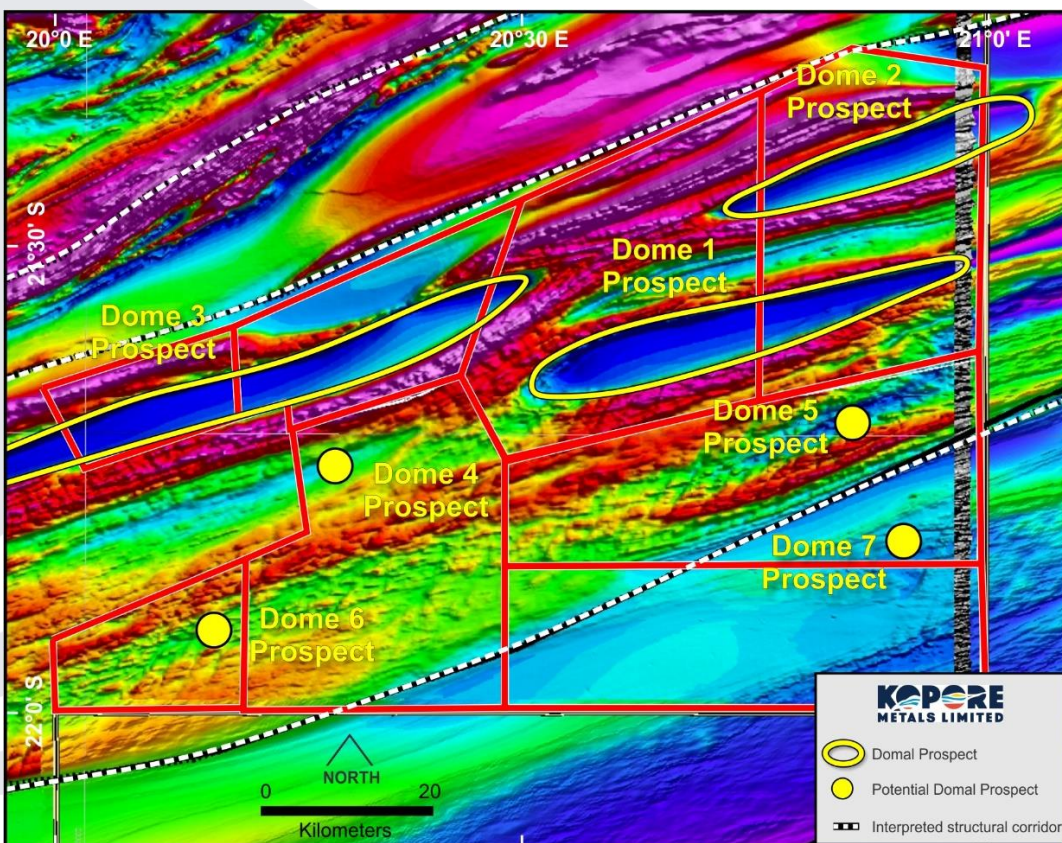 20°0 E
20°30 E
21°0' E
Dome 2
Prospect
21°30' S
Dome 1
Prospect
Dome 3
Prospect
Dome 5
Prospect
Dome 4
Prospect
Dome 7
Prospect
Dome 6
Prospect
22°0 S
NORTH
0 20
Kilometers
KOPORE
METALS LIMITED
Domal Prospect
Potential Domal Prospect
Interpreted structural corridor